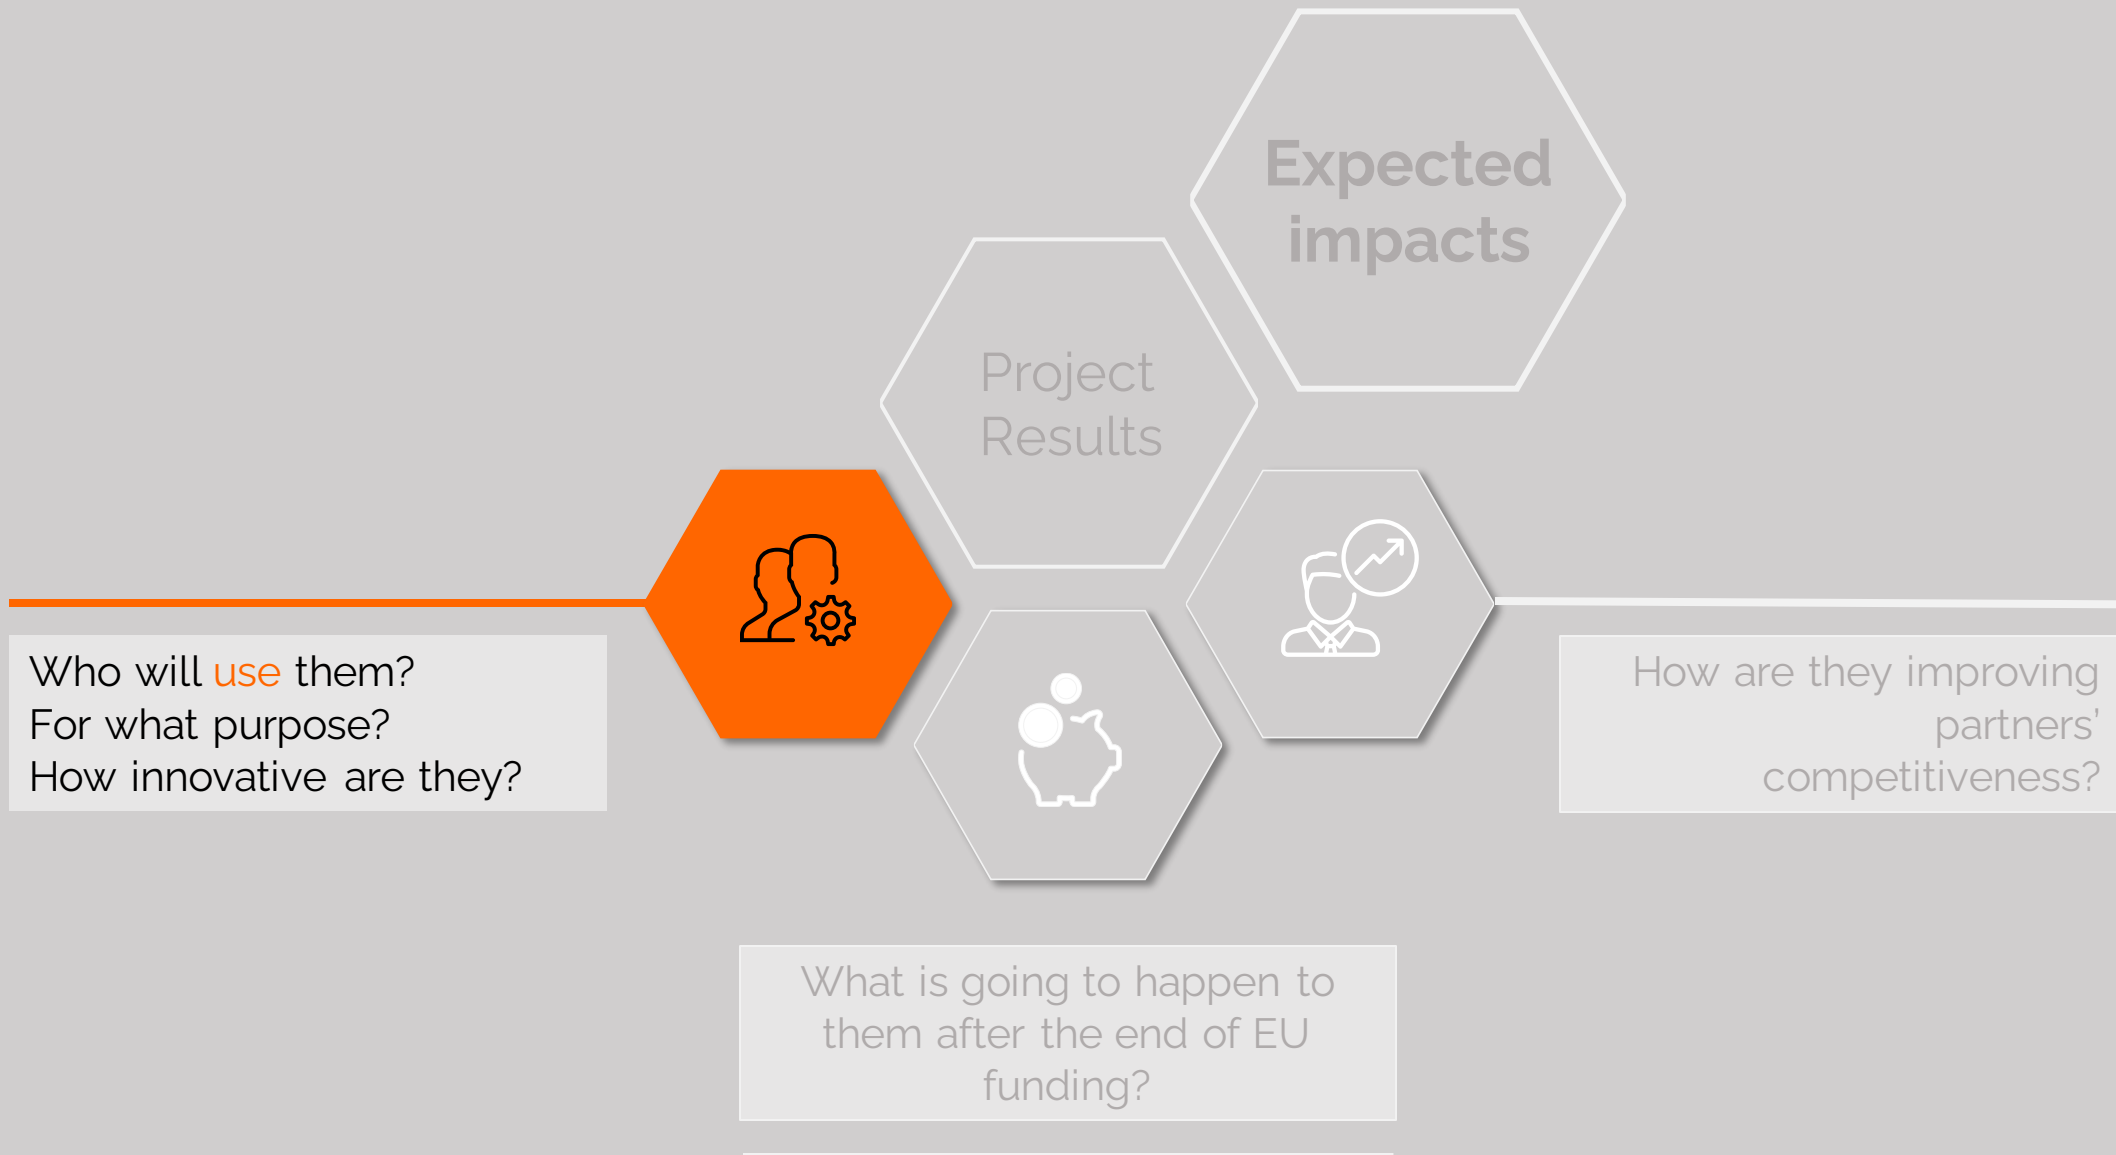 Expected
impacts
Project
Results
Who will use them?
For what purpose?
How innovative are they?
How are they improving
partners’
competitiveness?
What is going to happen to
them after the end of EU
funding?